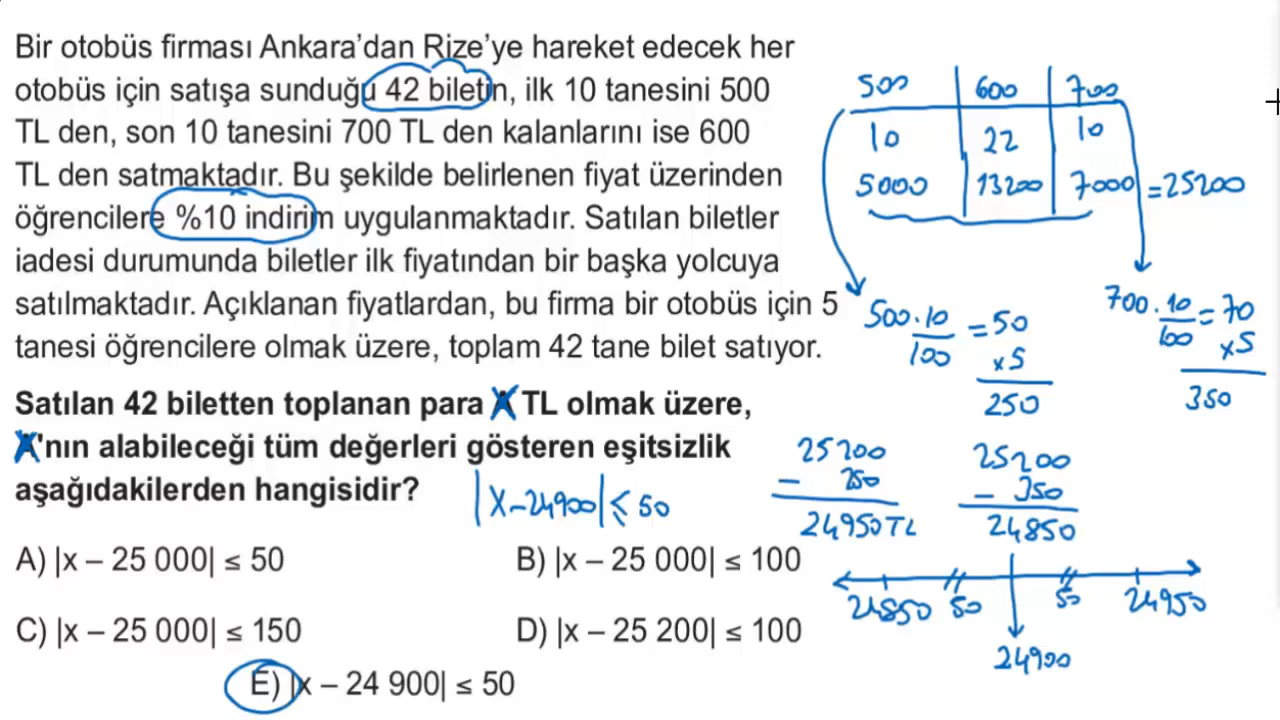 Bir otobüs firması Ankara’dan Rize’ye hareket edecek her
otobüs için satışa sunduğu 42 biletin, ilk 10 tanesini 500
TL den, son 10 tanesini 700 TL den kalanlarını ise 600
TL den satmaktadır. Bu şekilde belirlenen fiyat üzerinden
öğrencilere %10 indirim uygulanmaktadır. Satılan biletler
iadesi durumunda biletler ilk fiyatından bir başka yolcuya
satılmaktadır. Açıklanan fiyatlardan, bu firma bir otobüs için 5
tanesi öğrencilere olmak üzere, toplam 42 tane bilet satıyor.
Satılan 42 biletten toplanan para X TL olmak üzere,
X'nın alabileceği tüm değerleri gösteren eşitsizlik
aşağıdakilerden hangisidir?
|x - 24900| ≤ 50
A) |x – 25 000| ≤ 50
B) |x – 25 000| ≤ 100
C) |x – 25 000| ≤ 150
D) |x – 25 200| ≤ 100
E) |x – 24 900| ≤ 50
500 600 700
10 22 10
5000 13200 7000 = 25200
500 . 10
100
= 50
x5
250
700 . 10
100
= 70
x5
350
25200
- 250
24950 TL
25200
- 350
24850
24850 50 50 24950
24900